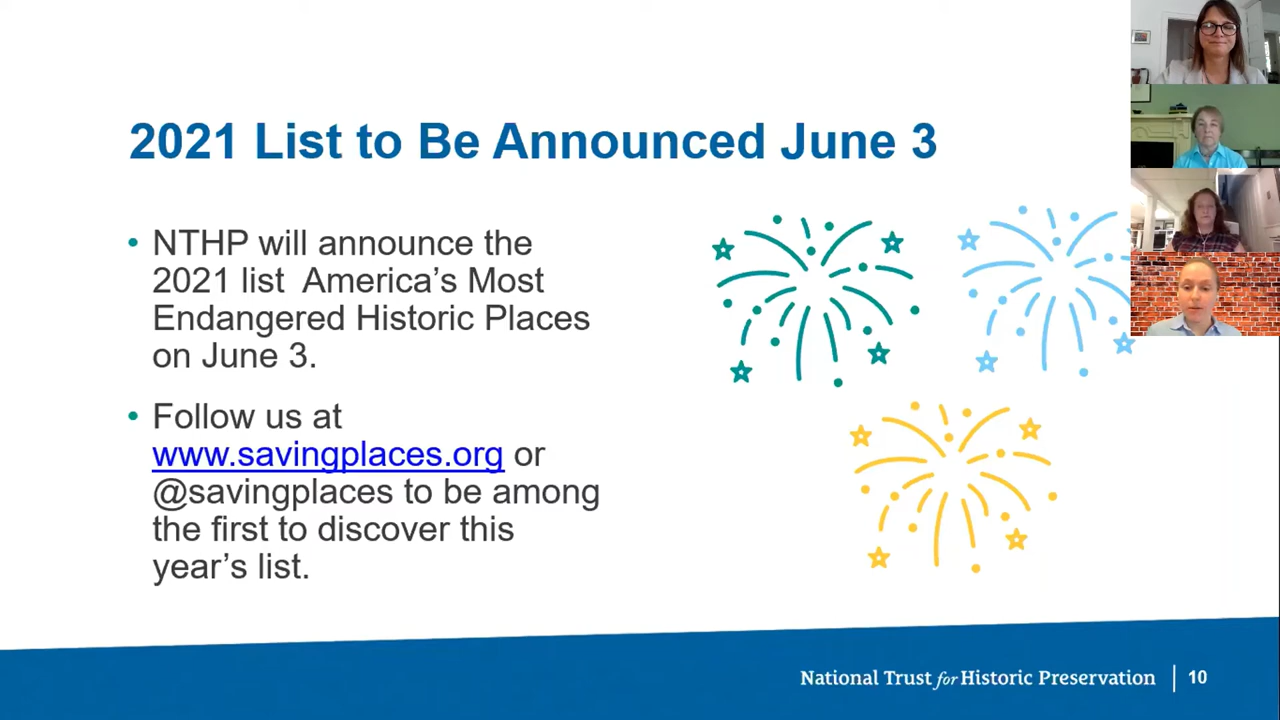 2021 List to Be Announced June 3
• NTHP will announce the
2021 list  America’s Most
Endangered Historic Places
on June 3.
• Follow us at
www.savingplaces.org or
@savingplaces to be among
the first to discover this
year’s list.
National Trust for Historic Preservation | 10